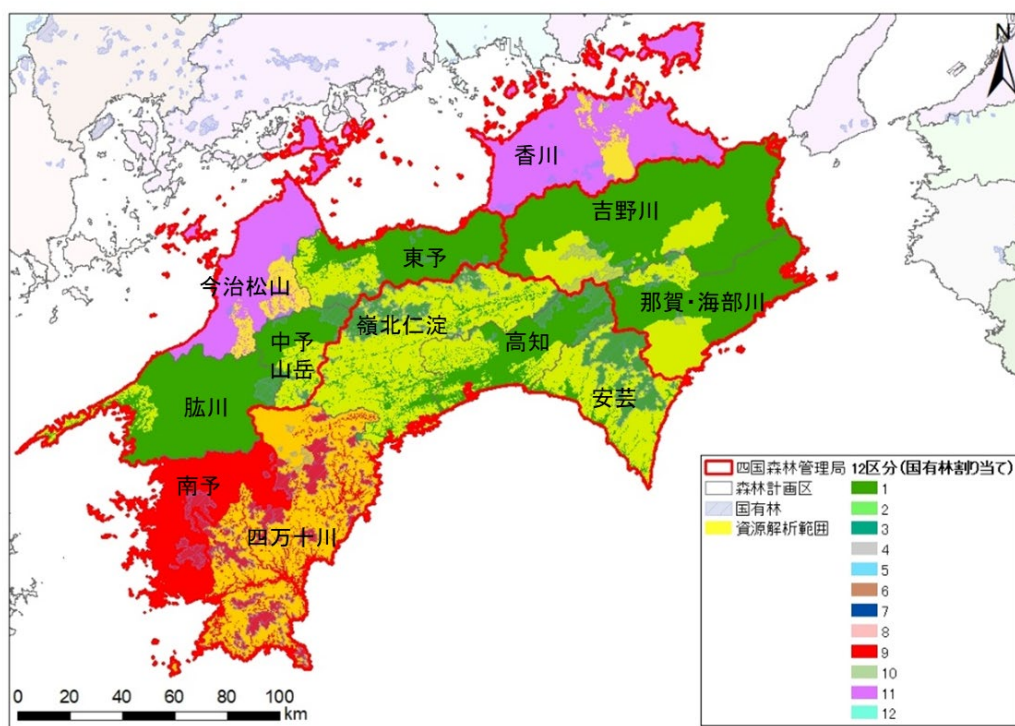 N
香川
吉野川
東予
今治松山
那賀・海部川
嶺北仁淀
高知
中予
山岳
安芸
肱川
南予
四万十川
四国森林管理局
森林計画区
国有林
資源解析範囲
12区分(国有林割り当て)
1
2
3
4
5
6
7
8
9
10
11
12
0 20 40 60 80 100
km